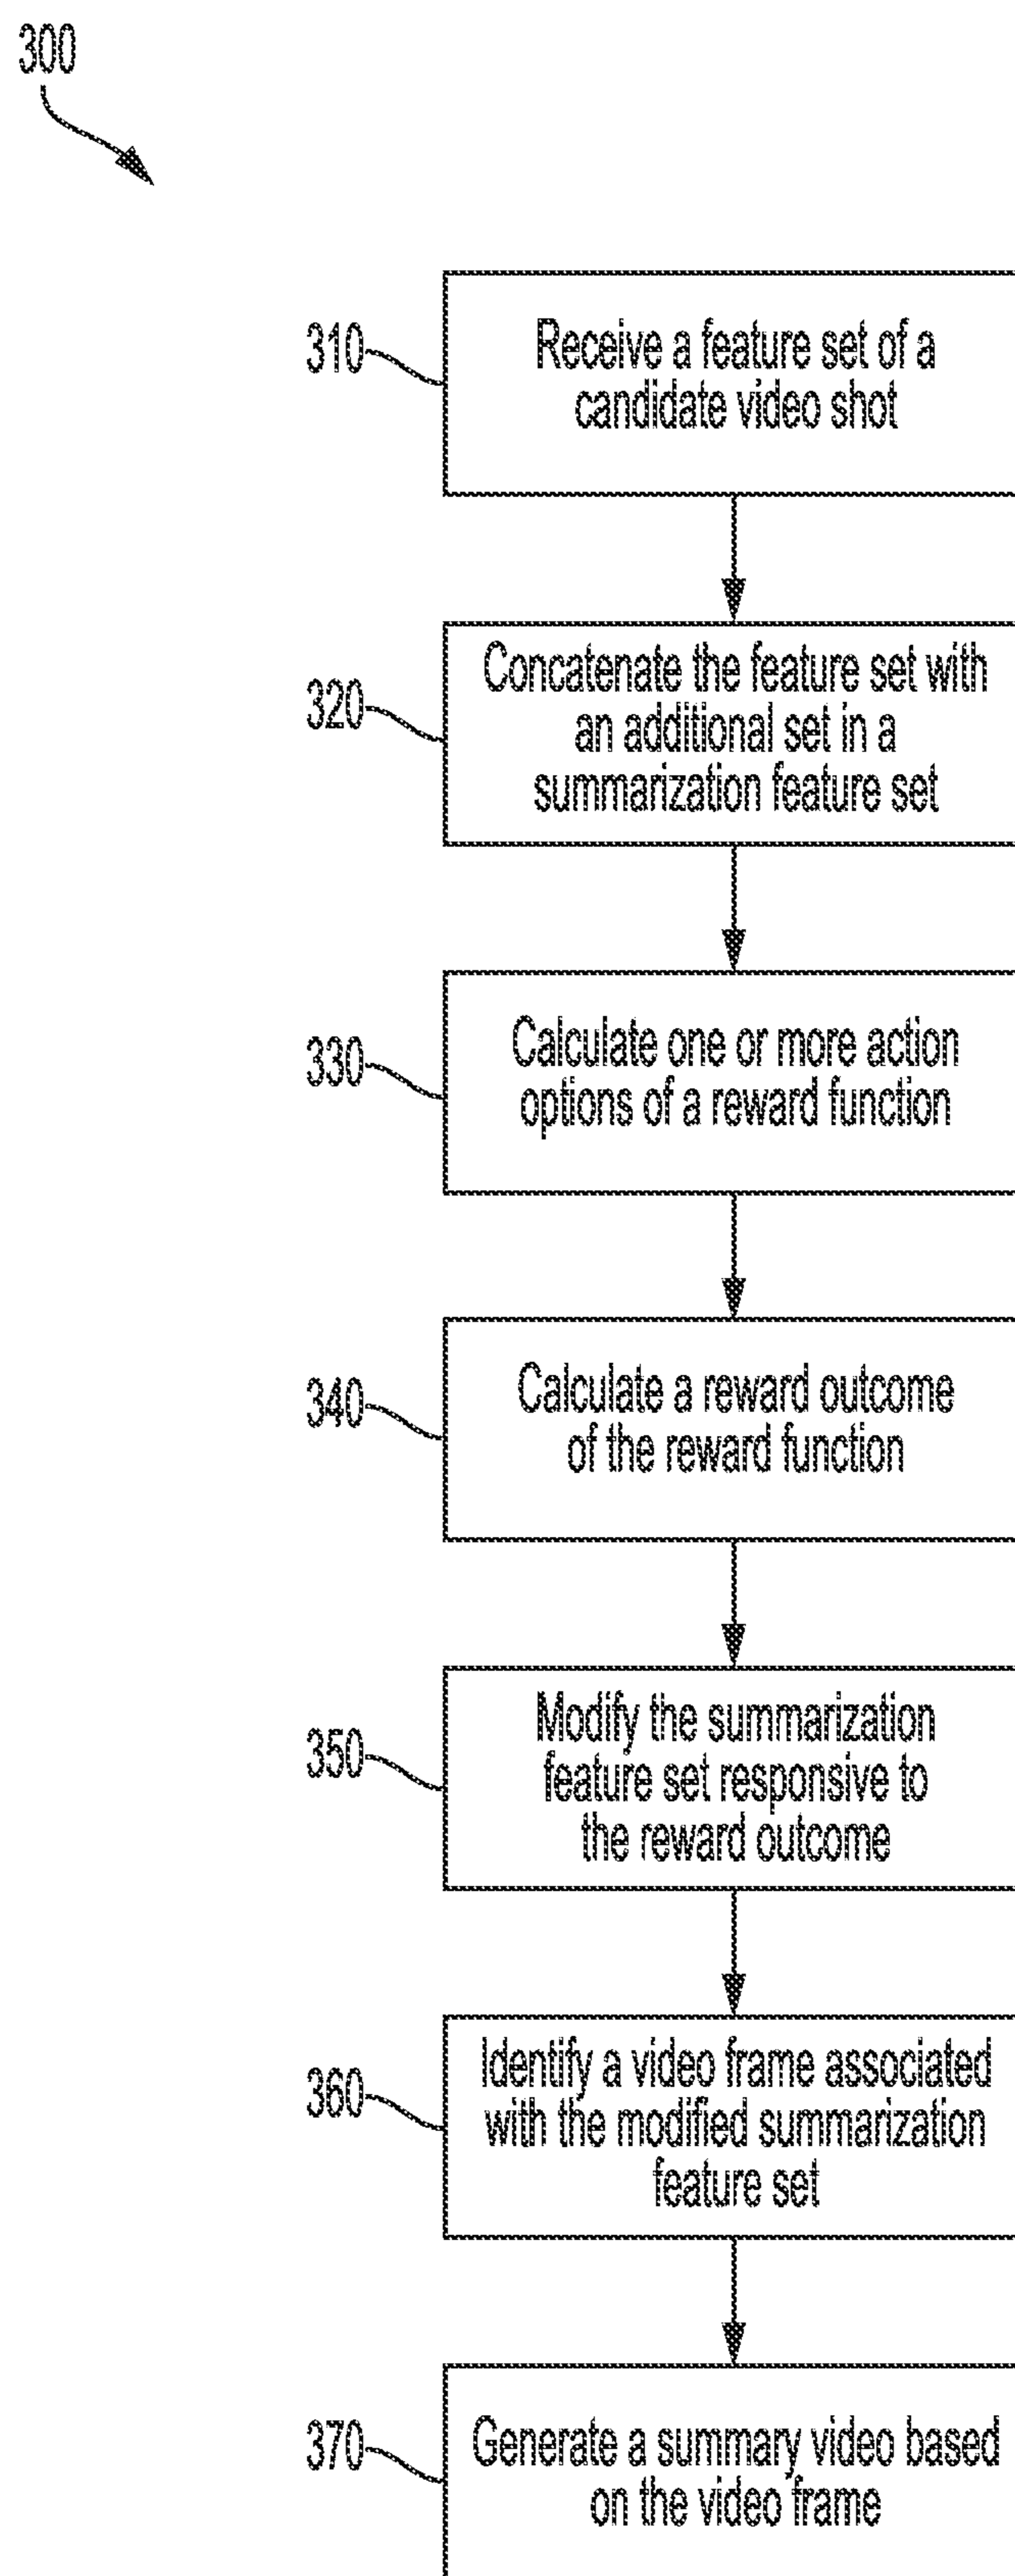 300
310
Receive a feature set of a
candidate video shot
320
Concatenate the feature set with
an additional set in a
summarization feature set
330
Calculate one or more action
options of a reward function
340
Calculate a reward outcome
of the reward function
350
Modify the summarization
feature set responsive to
the reward outcome
360
Identify a video frame associated
with the modified summarization
feature set
370
Generate a summary video based
on the video frame